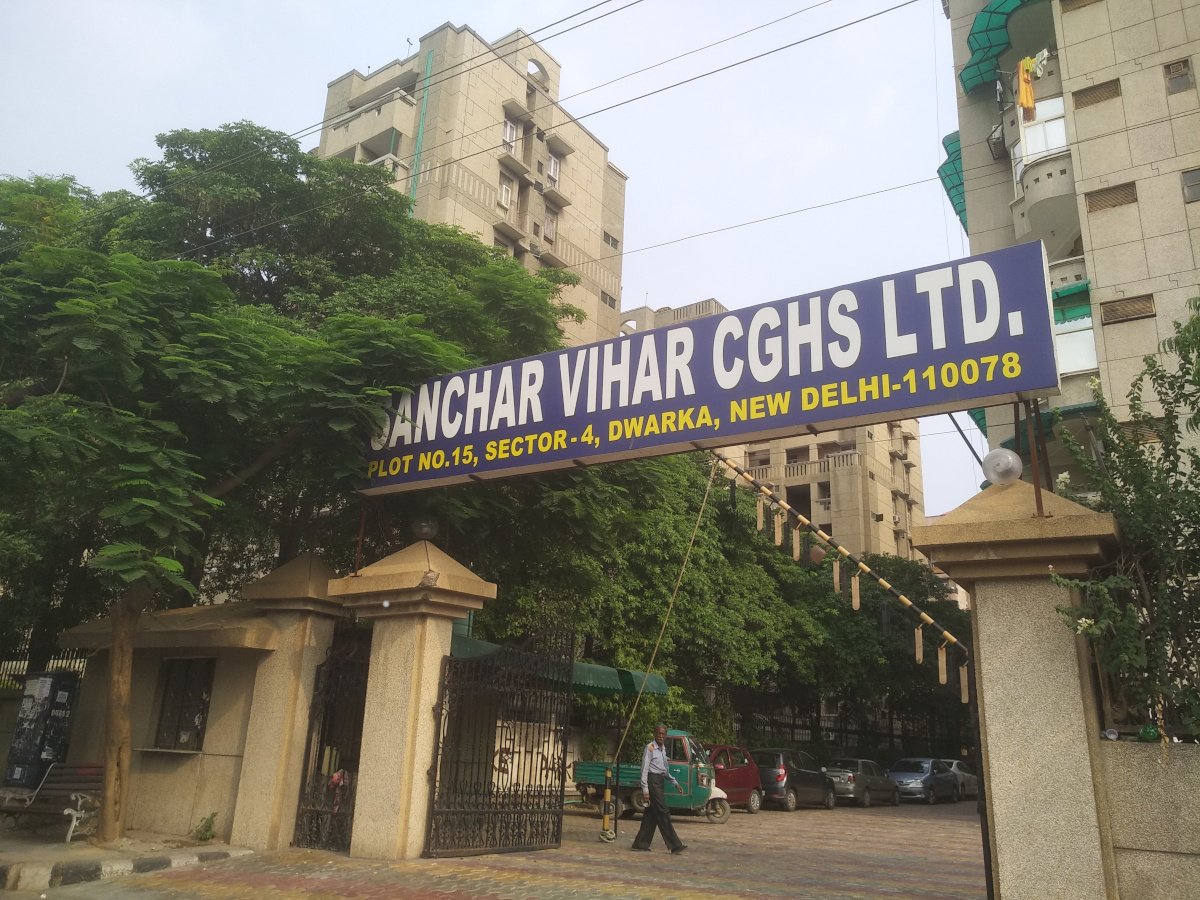 SANCHAR VIHAR CGHS LTD.
PLOT NO.15, SECTOR-4, DWARKA, NEW DELHI-110078